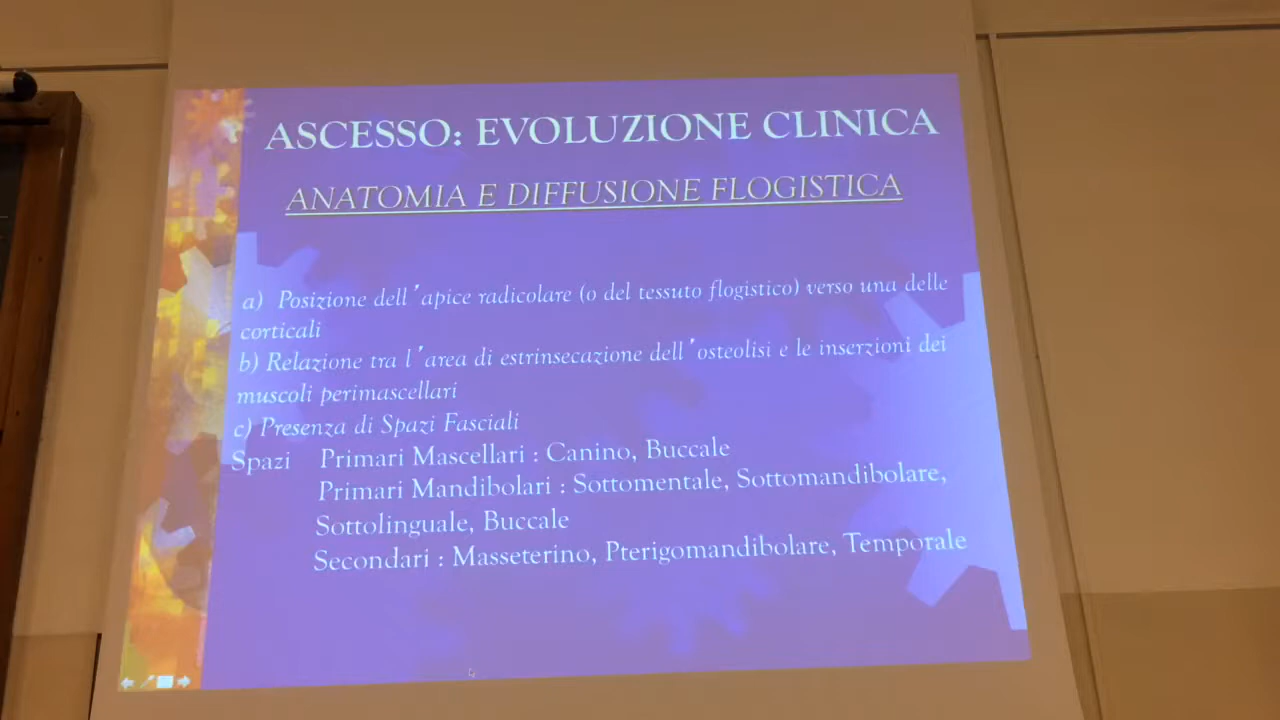 ASCESSO: EVOLUZIONE CLINICA
ANATOMIA E DIFFUSIONE FLOGISTICA
a) Posizione dell'apice radicolare (o del tessuto flogistico) verso una delle
corticali
b) Relazione tra l'area di estrinsecazione dell'osteolisi e le inserzioni dei
muscoli perimascellari
c) Presenza di Spazi Fasciali
Spazi Primari Mascellari : Canino, Buccale
Primari Mandibolari : Sottomentale, Sottomandibolare,
Sottolinguale, Buccale
Secondari : Masseterino, Pterigomandibolare, Temporale